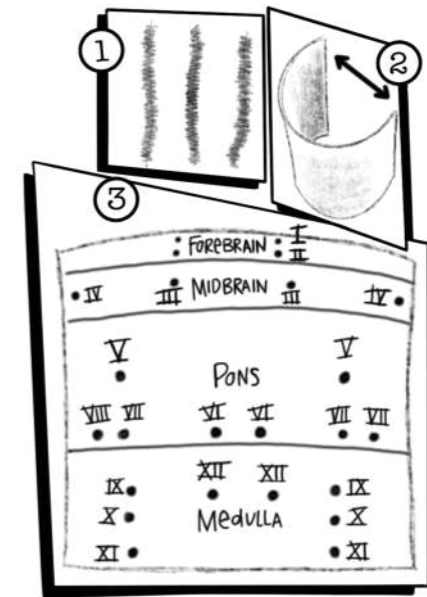 1
2
3
FOREBRAIN I
II
IV III MIDBRAIN III IV
V V
PONS
VIII VII VI VI VII VII
XII XII
IX IX
X MEDULLA X
XI XI